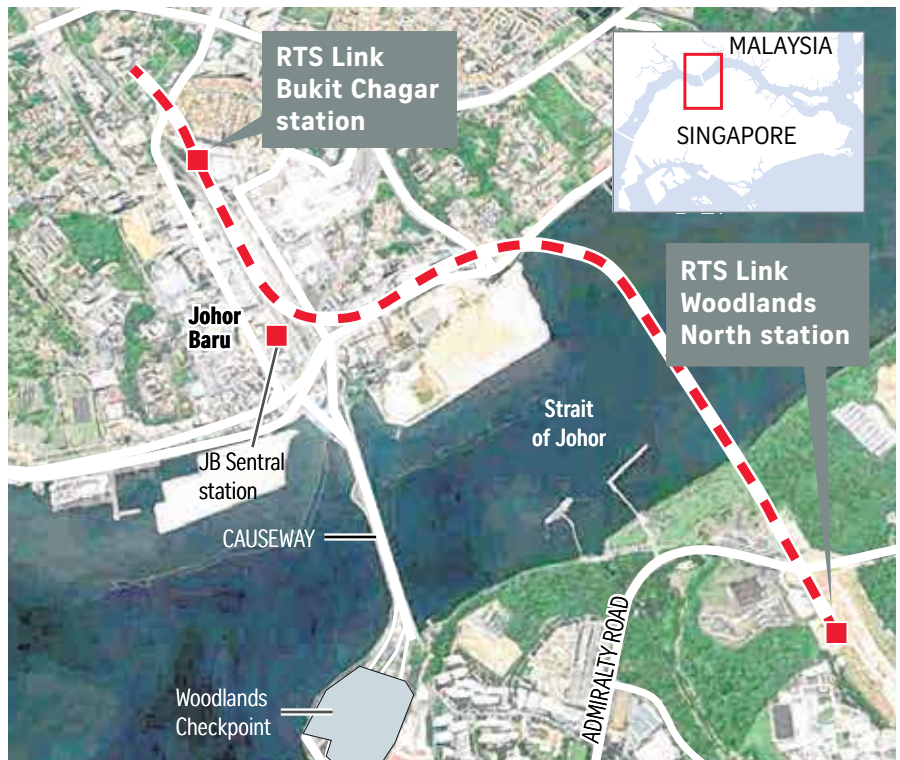 RTS Link
Bukit Chagar
station
MALAYSIA
SINGAPORE
RTS Link
Woodlands
North station
Johor
Baru
Strait
of Johor
JB Sentral
station
CAUSEWAY
ADMIRALTY ROAD
Woodlands
Checkpoint